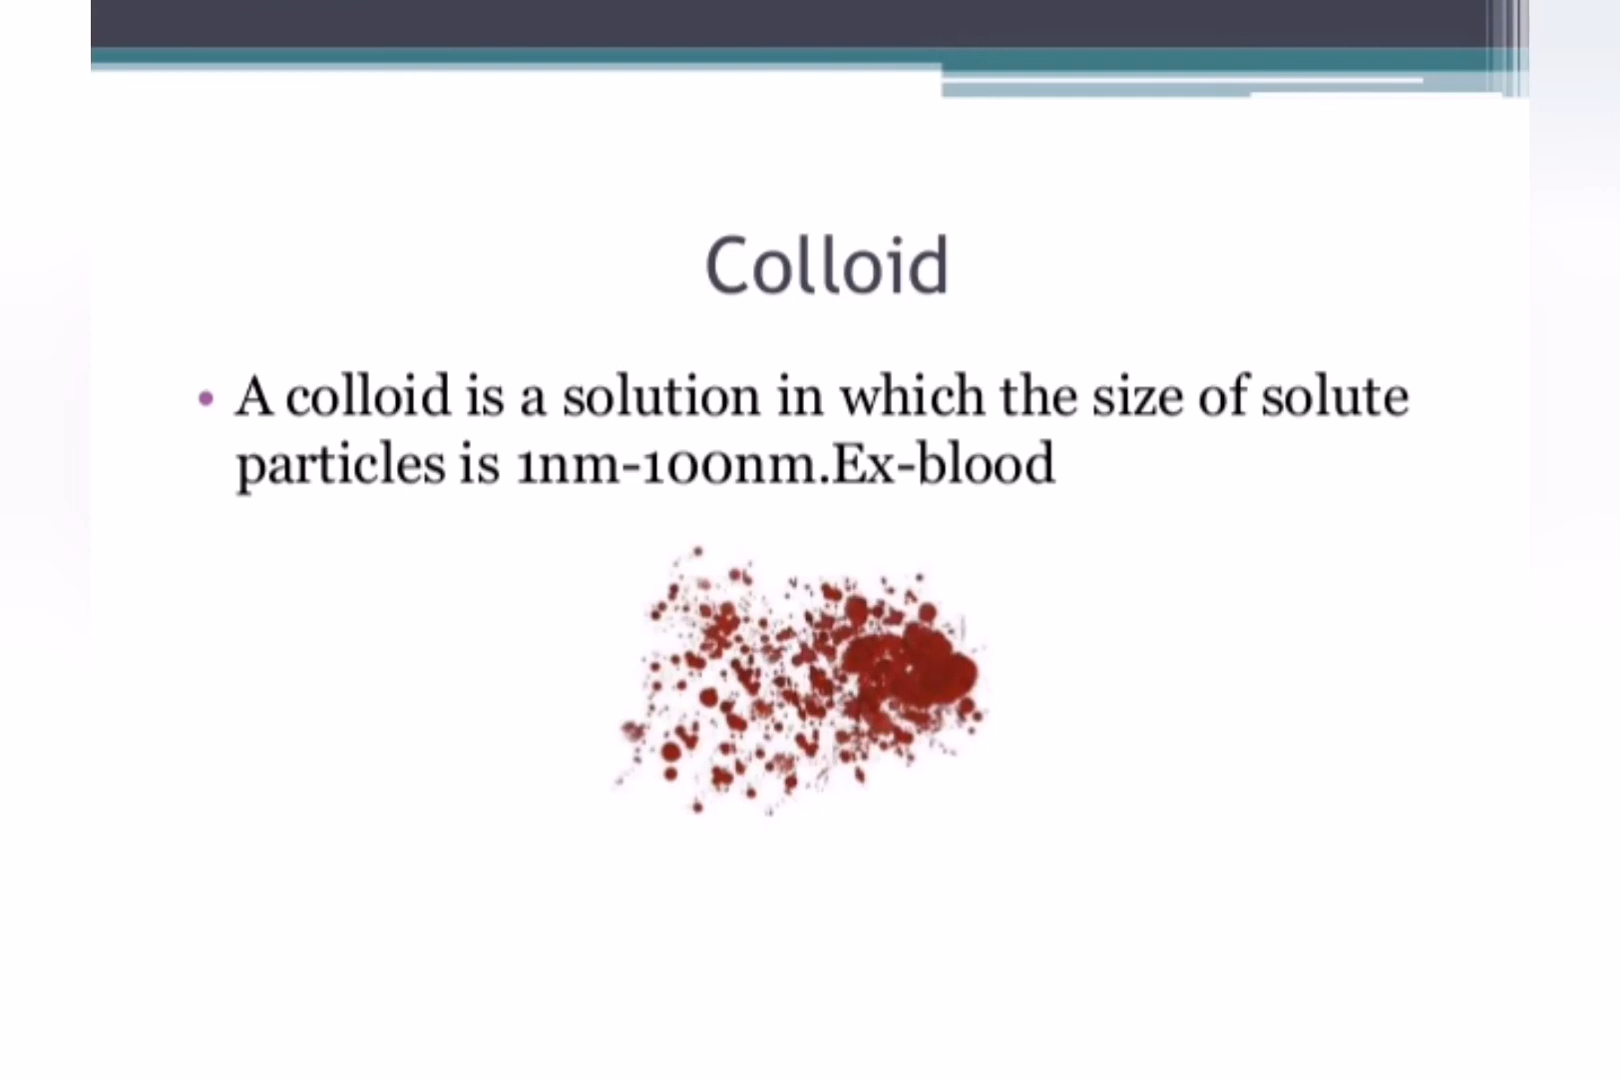 Colloid
• A colloid is a solution in which the size of solute
particles is 1nm-100nm.Ex-blood